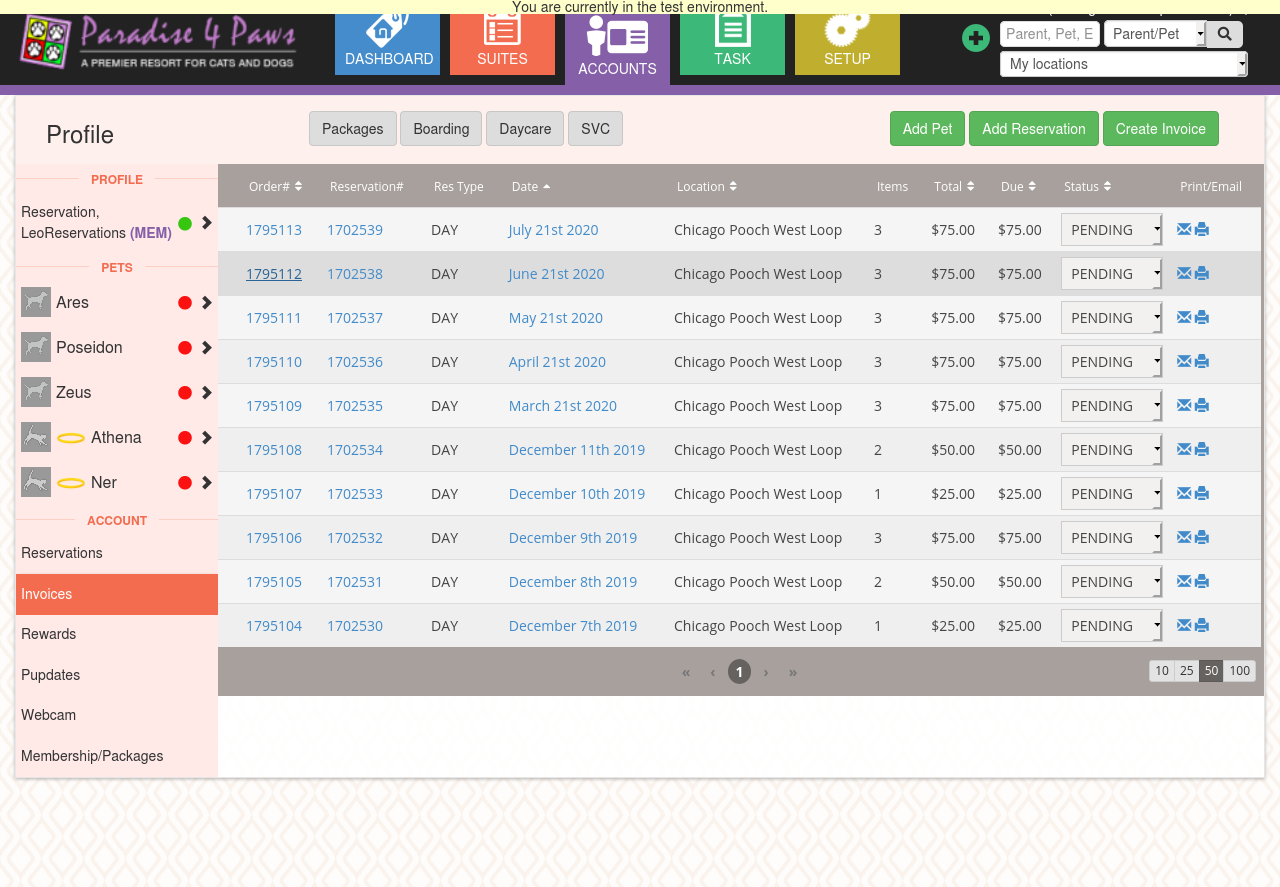 You are currently in the test environment.
Paradise 4 Paws
A PREMIER RESORT FOR CATS AND DOGS
DASHBOARD
SUITES
ACCOUNTS
TASK
SETUP
Parent, Pet, E
Parent/Pet
My locations
Profile
Packages
Boarding
Daycare
SVC
Add Pet
Add Reservation
Create Invoice
PROFILE
Reservation,
LeoReservations (MEM)
PETS
Ares
Poseidon
Zeus
Athena
Ner
ACCOUNT
Reservations
Invoices
Rewards
Pupdates
Webcam
Membership/Packages
Order# Reservation# Res Type Date Location Items Total Due Status Print/Email
1795113 1702539 DAY July 21st 2020 Chicago Pooch West Loop 3 $75.00 $75.00 PENDING
1795112 1702538 DAY June 21st 2020 Chicago Pooch West Loop 3 $75.00 $75.00 PENDING
1795111 1702537 DAY May 21st 2020 Chicago Pooch West Loop 3 $75.00 $75.00 PENDING
1795110 1702536 DAY April 21st 2020 Chicago Pooch West Loop 3 $75.00 $75.00 PENDING
1795109 1702535 DAY March 21st 2020 Chicago Pooch West Loop 3 $75.00 $75.00 PENDING
1795108 1702534 DAY December 11th 2019 Chicago Pooch West Loop 2 $50.00 $50.00 PENDING
1795107 1702533 DAY December 10th 2019 Chicago Pooch West Loop 1 $25.00 $25.00 PENDING
1795106 1702532 DAY December 9th 2019 Chicago Pooch West Loop 3 $75.00 $75.00 PENDING
1795105 1702531 DAY December 8th 2019 Chicago Pooch West Loop 2 $50.00 $50.00 PENDING
1795104 1702530 DAY December 7th 2019 Chicago Pooch West Loop 1 $25.00 $25.00 PENDING
« ‹ 1 › »
10 25 50 100